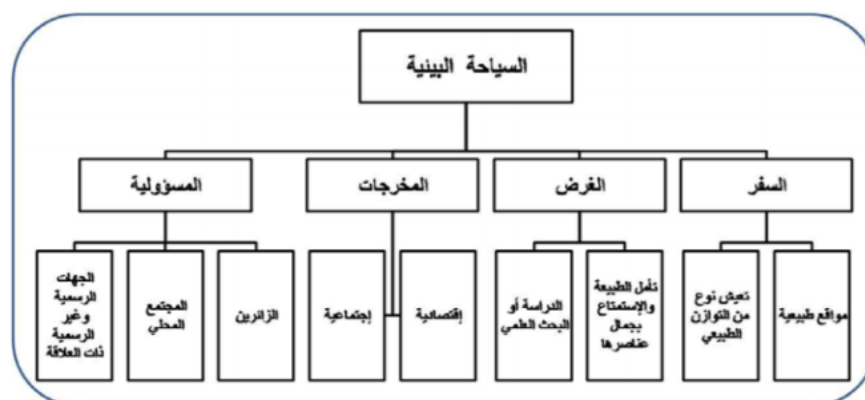 السياحة البينية
السفر
الغرض
المخرجات
المسؤولية
مواقع طبيعية
تعيش نوع
من التوازن
الطبيعي
تأمل الطبيعة
والإستمتاع
بجمال
عناصرها
الدراسة أو
البحث العلمي
إقتصادية
إجتماعية
الزائرين
المجتمع
المحلي
الجهات
الرسمية
وغير
الرسمية
ذات العلاقة